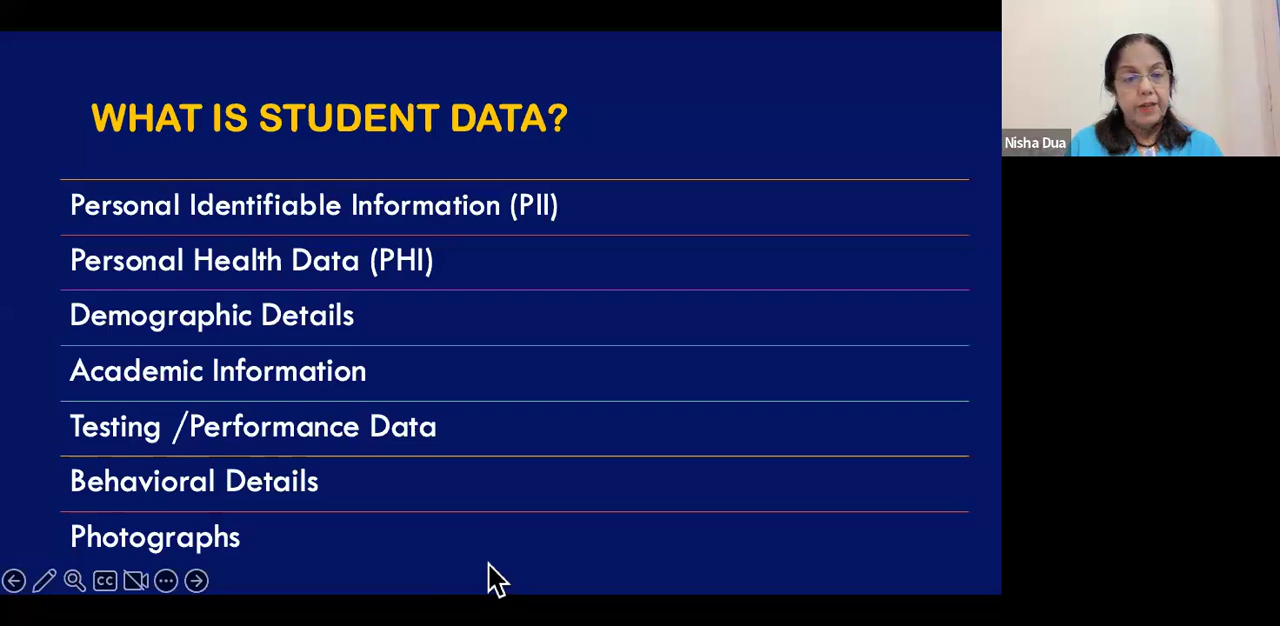 WHAT IS STUDENT DATA?
Personal Identifiable Information (PII)
Personal Health Data (PHI)
Demographic Details
Academic Information
Testing /Performance Data
Behavioral Details
Photographs
CC
Nisha Dua